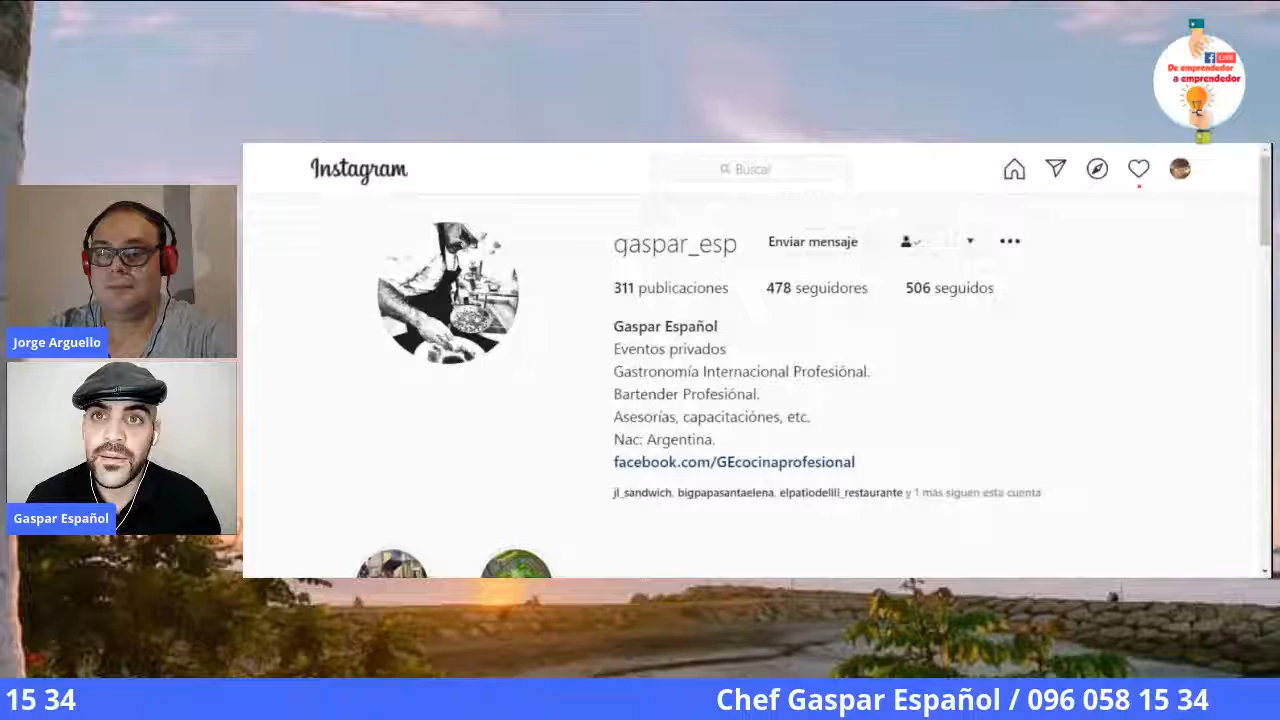 De emprendedor
a emprendedor
LIVE
Instagram
Buscar
gaspar_esp
Enviar mensaje
311 publicaciones
478 seguidores
506 seguidos
Gaspar Español
Eventos privados
Gastronomía Internacional Profesiónal.
Bartender Profesiónal.
Asesorías, capacitaciónes, etc.
Nac: Argentina.
facebook.com/GEcocinaprofesional
jl_sandwich, bigpapasantaelena, elpatiodelili_restaurante y 1 más siguen esta cuenta
Jorge Arguello
Gaspar Español
15 34
Chef Gaspar Español / 096 058 15 34